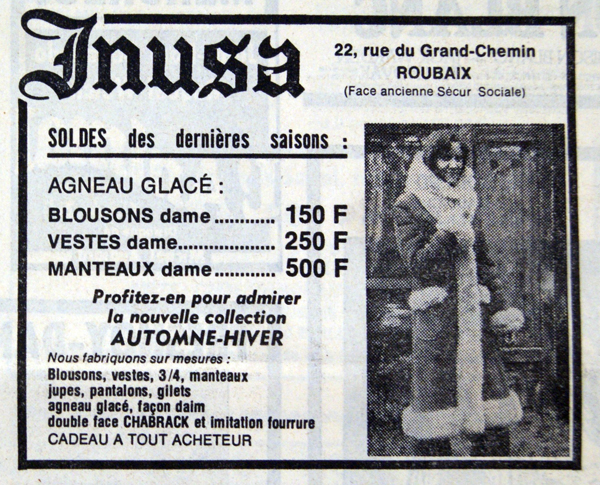 Inusa
22, rue du Grand-Chemin
ROUBAIX
(Face ancienne Sécur Sociale)
SOLDES des dernières saisons :
AGNEAU GLACÉ :
BLOUSONS dame ............ 150 F
VESTES dame.................. 250 F
MANTEAUX dame ............ 500 F
Profitez-en pour admirer
la nouvelle collection
AUTOMNE-HIVER
Nous fabriquons sur mesures :
Blousons, vestes, 3/4, manteaux
jupes, pantalons, gilets
agneau glacé, façon daim
double face CHABRACK et imitation fourrure
CADEAU A TOUT ACHETEUR